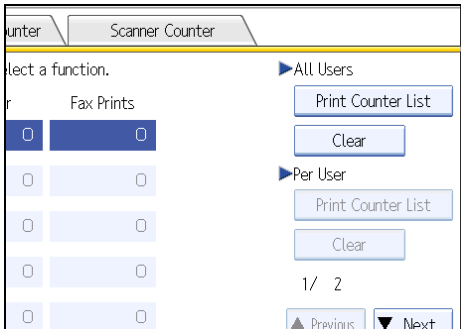 unter Scanner Counter
elect a function.
r Fax Prints
0 0
0 0
0 0
0 0
0 0
▶All Users
Print Counter List
Clear
▶Per User
Print Counter List
Clear
1/ 2
▲ Previous ▼ Next